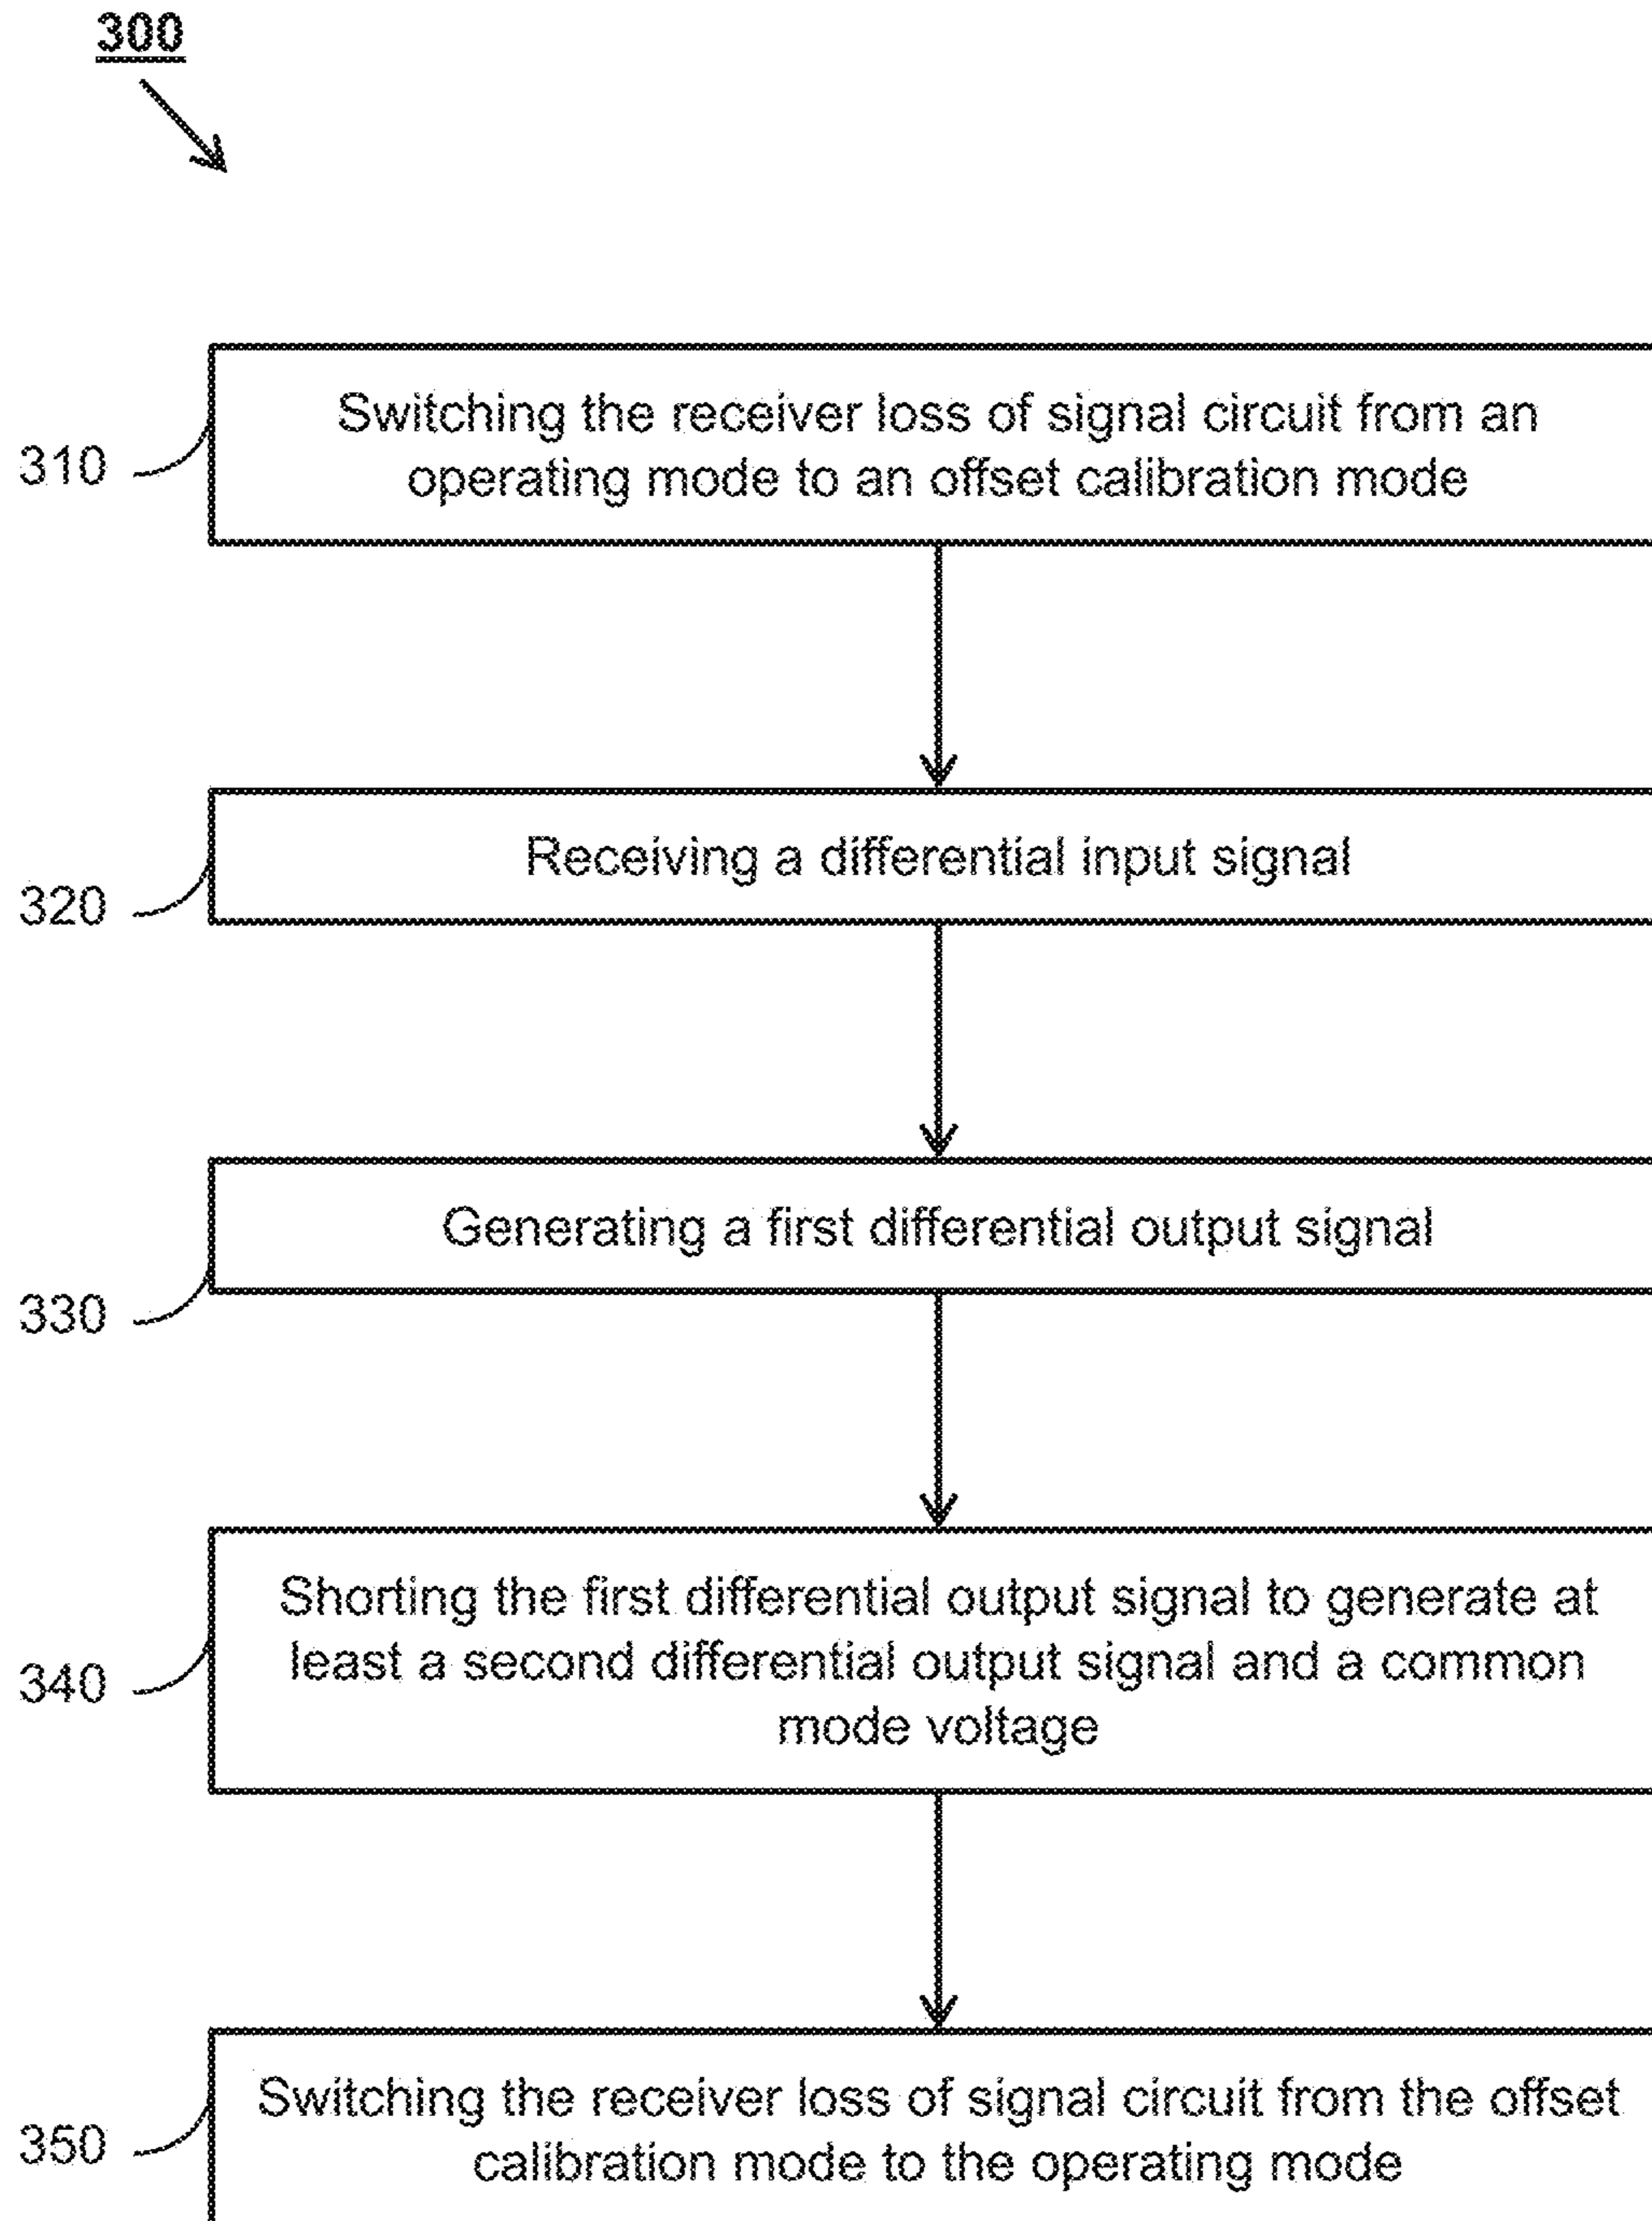 300
310
Switching the receiver loss of signal circuit from an
operating mode to an offset calibration mode
320
Receiving a differential input signal
330
Generating a first differential output signal
340
Shorting the first differential output signal to generate at
least a second differential output signal and a common
mode voltage
350
Switching the receiver loss of signal circuit from the offset
calibration mode to the operating mode